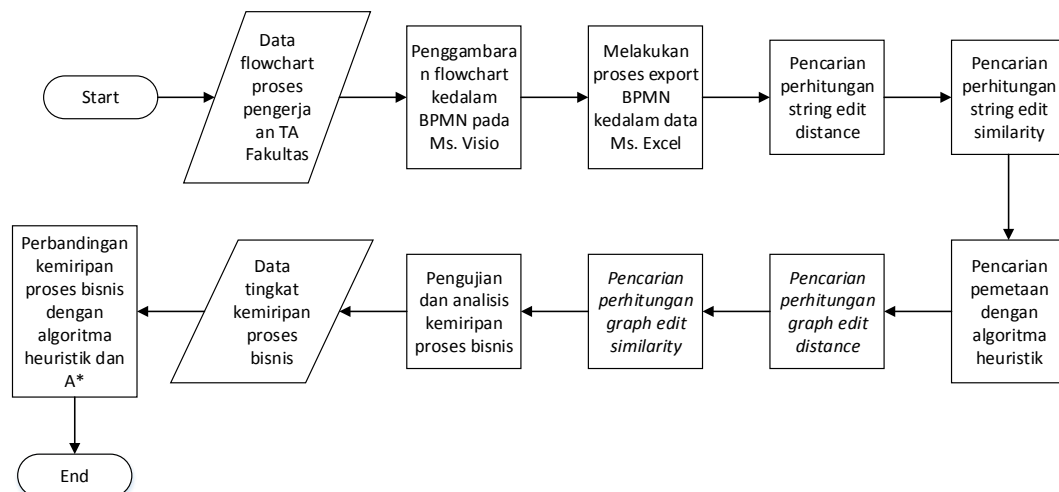 Start
Data
flowchart
proses
pengerja
an TA
Fakultas
Penggambara
n flowchart
kedalam
BPMN pada
Ms. Visio
Melakukan
proses export
BPMN
kedalam data
Ms. Excel
Pencarian
perhitungan
string edit
distance
Pencarian
perhitungan
string edit
similarity
Pencarian
pemetaan
dengan
algoritma
heuristik
Pencarian
perhitungan
graph edit
distance
Pencarian
perhitungan
graph edit
similarity
Pengujian
dan analisis
kemiripan
proses bisnis
Data
tingkat
kemiripan
proses
bisnis
Perbandingan
kemiripan
proses bisnis
dengan
algoritma
heuristik dan
A*
End